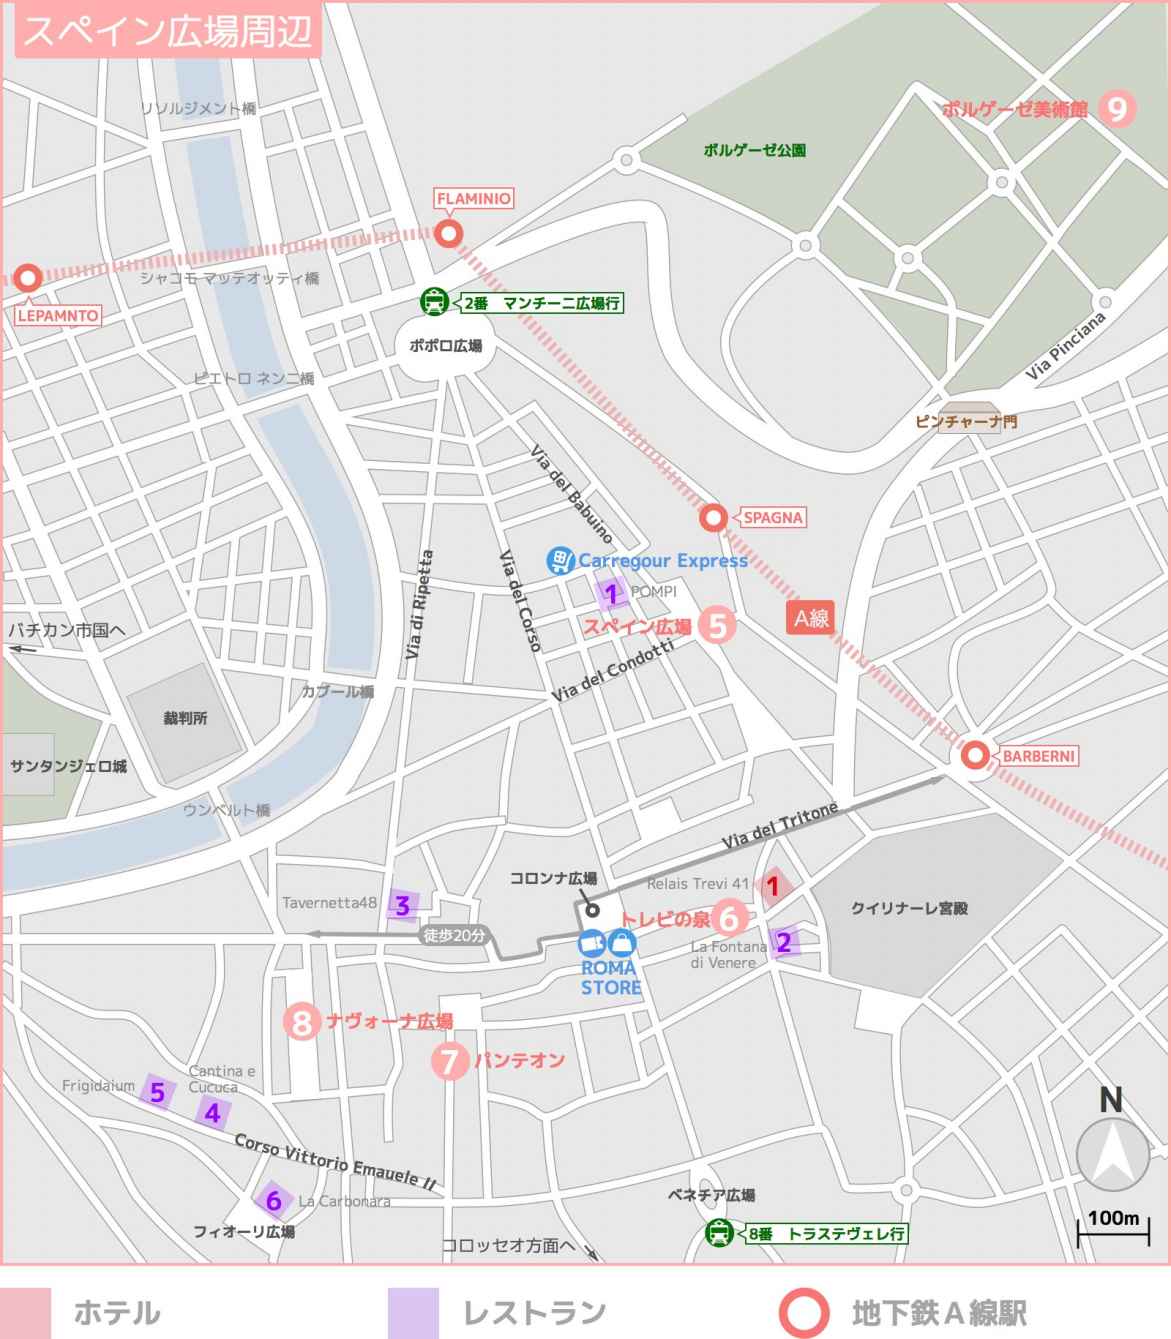 スペイン広場周辺
リソルジメント橋
ボルゲーゼ美術館
9
ボルゲーゼ公園
FLAMINIO
シャコモ マッテオッティ橋
LEPAMNTO
2番 マンチーニ広場行
ポポロ広場
Via Pinciana
ピエトロ ネンニ橋
ピンチャーナ門
Via del Babuino
SPAGNA
Carregour Express
Via di Ripetta
Via del Corso
1
POMPI
A線
バチカン市国へ
スペイン広場
5
Via del Condotti
カブール橋
裁判所
サンタンジェロ城
BARBERNI
ウンベルト橋
Via del Tritone
コロンナ広場
Relais Trevi 41
1
Tavernetta48
3
トレビの泉
6
クイリナーレ宮殿
徒歩20分
La Fontana
di Venere
2
ROMA
STORE
8
ナヴォーナ広場
7
パンテオン
Frigidaium
5
Cantina e
Cucuca
4
N
Corso Vittorio Emauele II
6
La Carbonara
フィオーリ広場
ベネチア広場
100m
コロッセオ方面へ
8番 トラステヴェレ行
ホテル
レストラン
地下鉄A線駅